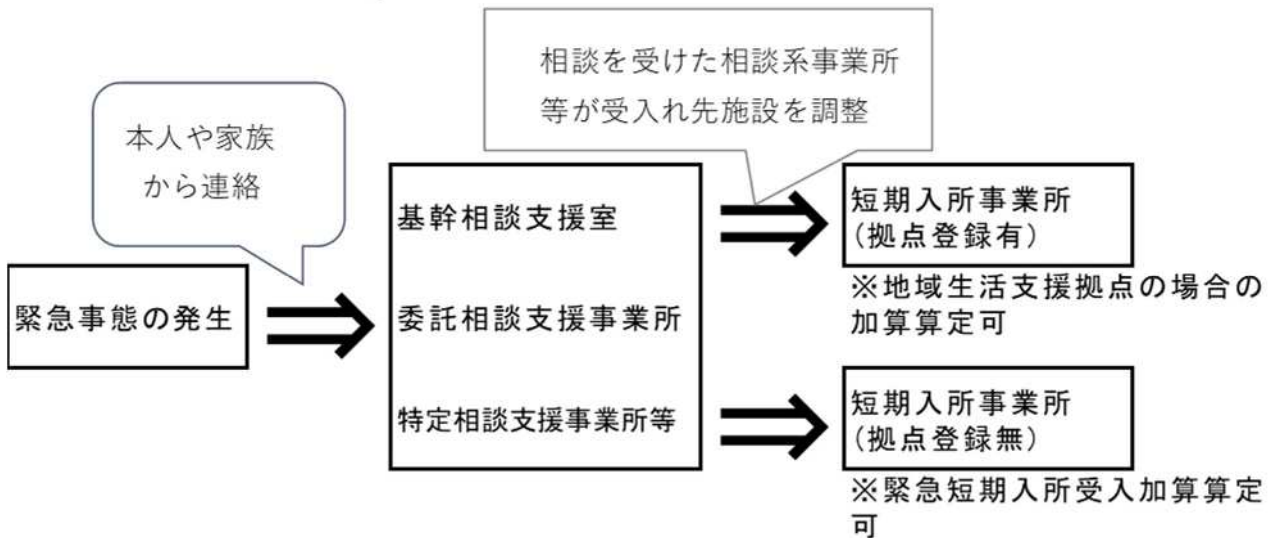 相談を受けた相談系事業所
等が受入れ先施設を調整
本人や家族
から連絡
緊急事態の発生
基幹相談支援室
委託相談支援事業所
特定相談支援事業所等
短期入所事業所
(拠点登録有)
※地域生活支援拠点の場合の
加算算定可
短期入所事業所
(拠点登録無)
※緊急短期入所受入加算算定
可